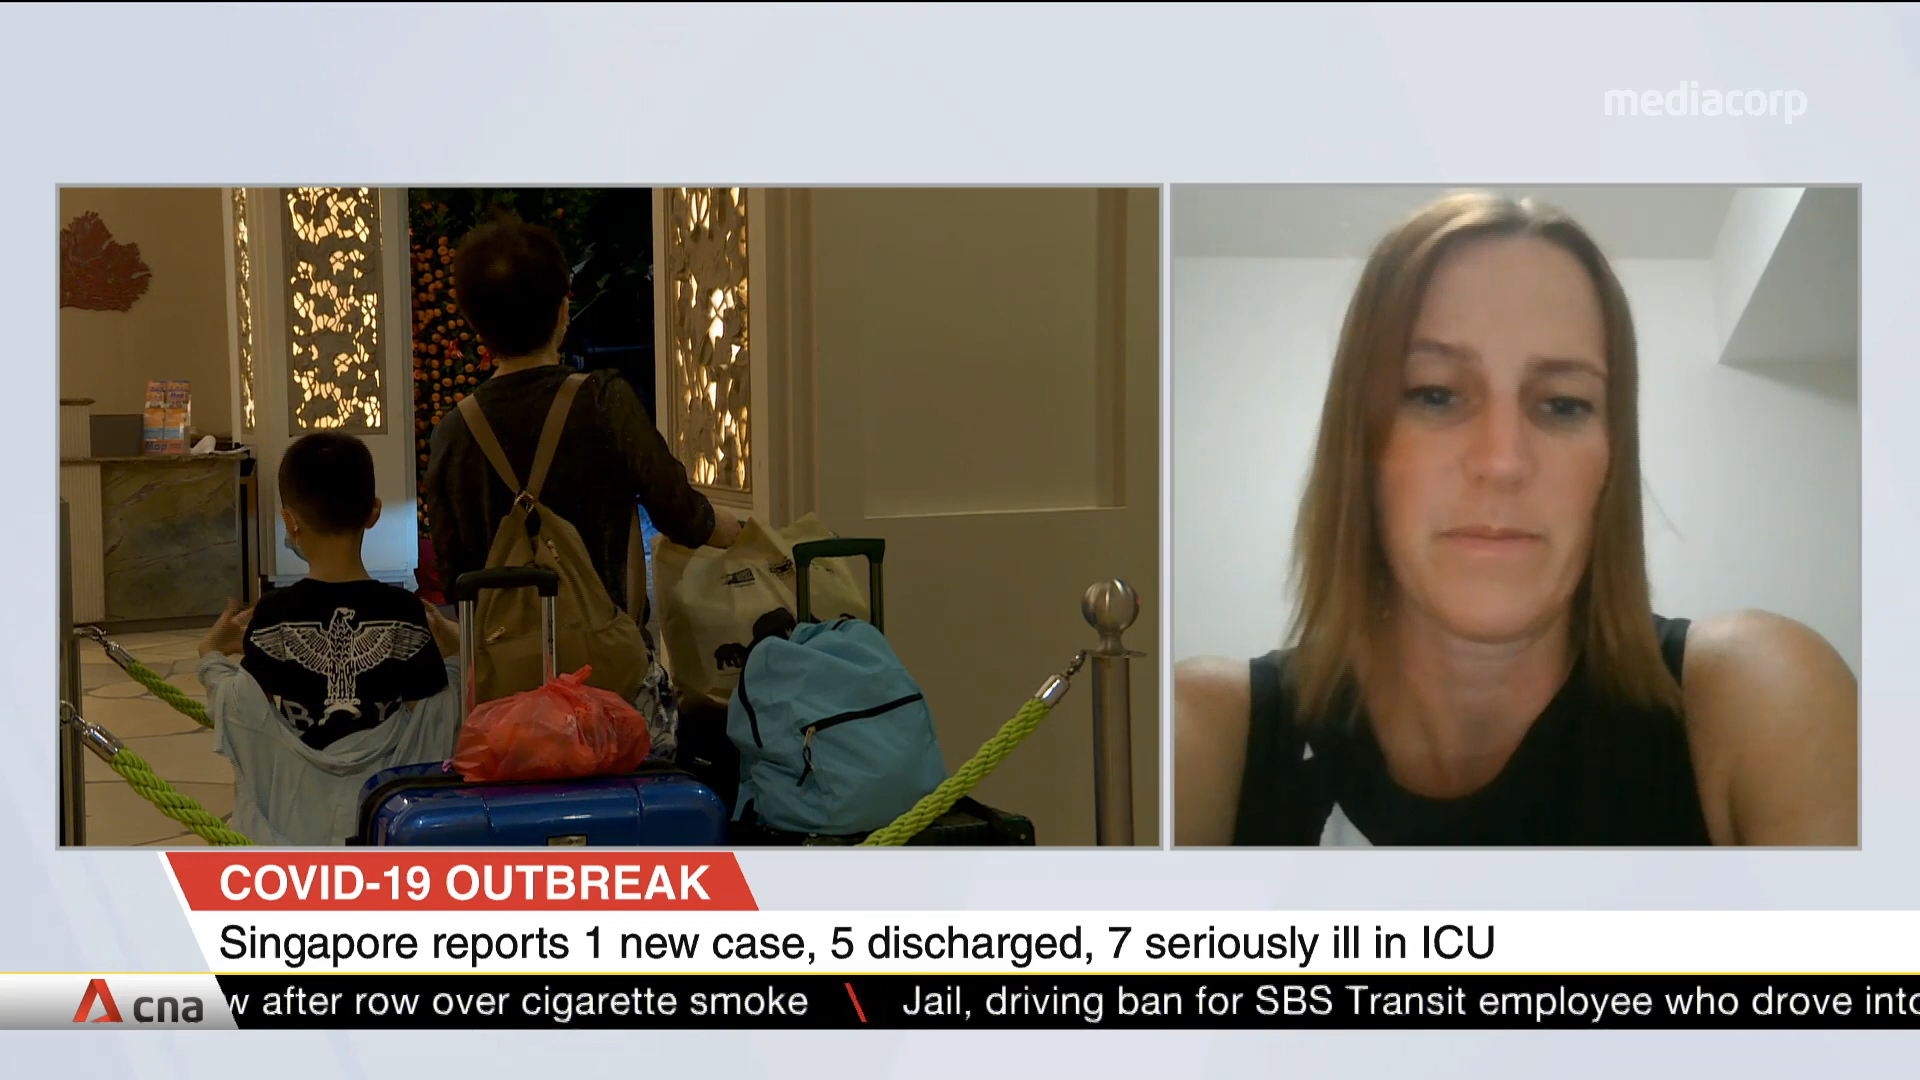 mediacorp
COVID-19 OUTBREAK
Singapore reports 1 new case, 5 discharged, 7 seriously ill in ICU
cna
w after row over cigarette smoke \ Jail, driving ban for SBS Transit employee who drove into